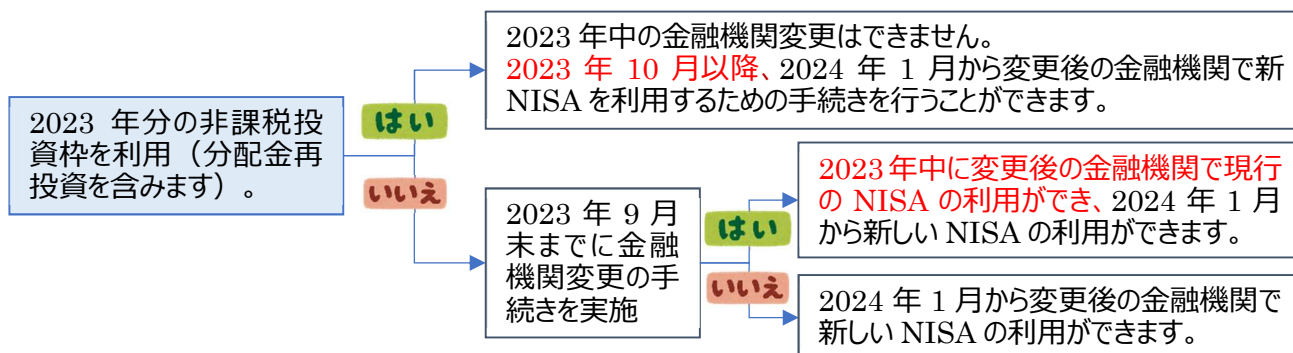 2023 年中の金融機関変更はできません。
2023 年 10 月以降、2024 年 1 月から変更後の金融機関で新
NISA を利用するための手続きを行うことができます。
2023 年分の非課税投
資枠を利用（分配金再
投資を含みます）。
はい
いいえ
2023 年 9 月
末までに金融
機関変更の手
続きを実施
はい
いいえ
2023 年中に変更後の金融機関で現行
の NISA の利用ができ、2024 年 1 月
から新しい NISA の利用ができます。
2024 年 1 月から変更後の金融機関で
新しい NISA の利用ができます。